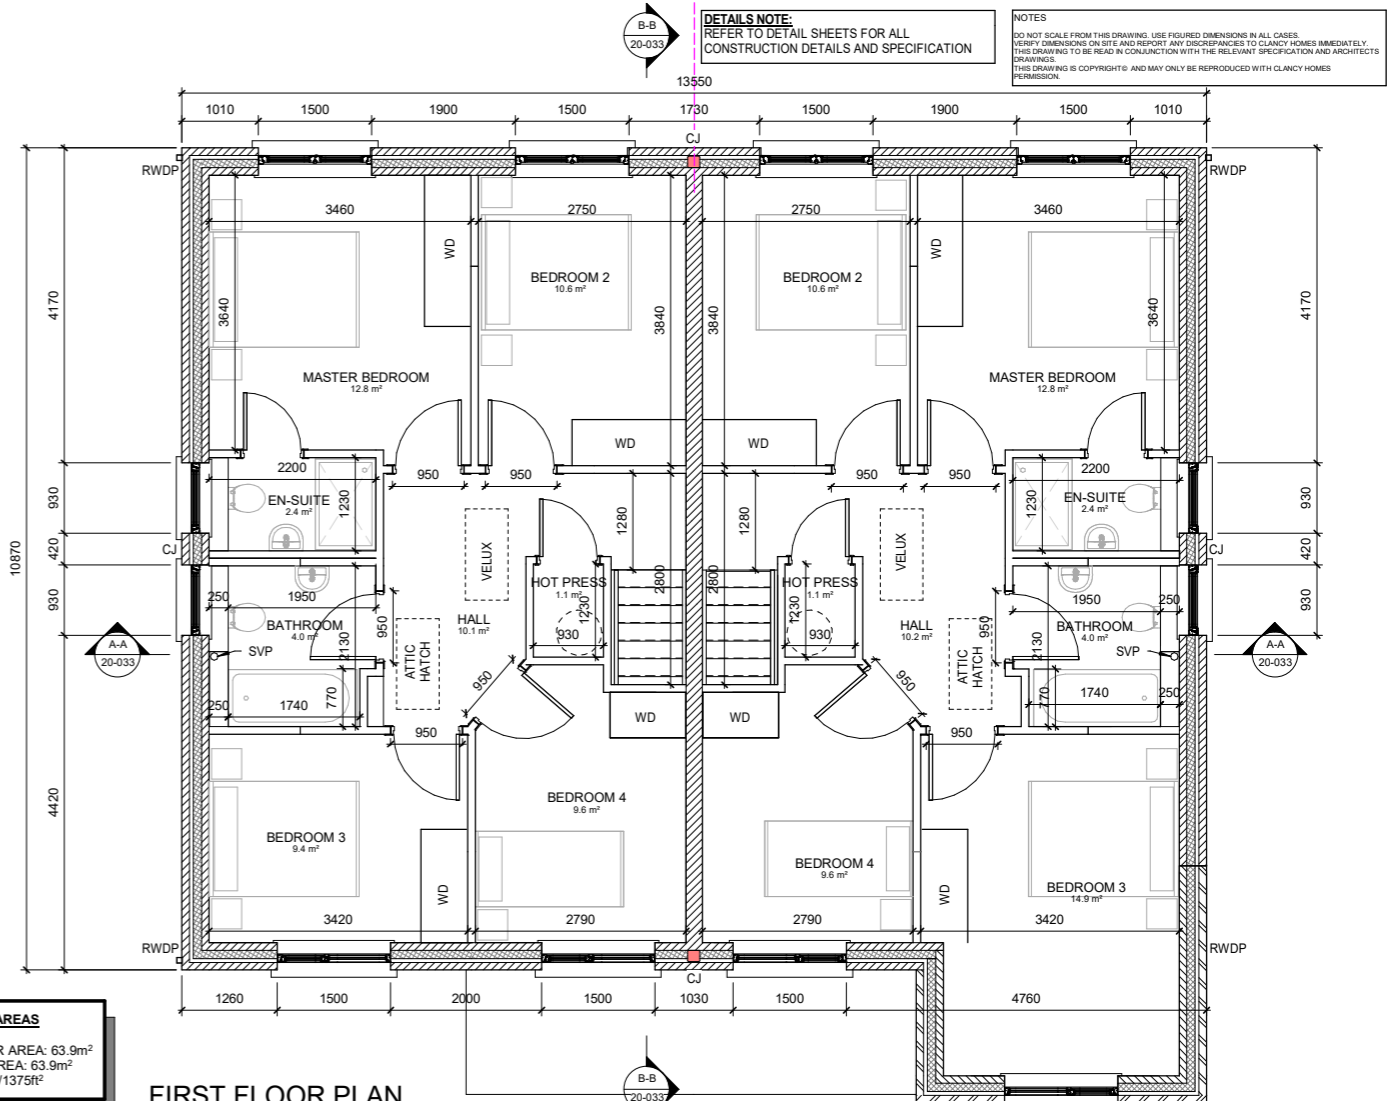 B-B
20-033
DETAILS NOTE:
REFER TO DETAIL SHEETS FOR ALL
CONSTRUCTION DETAILS AND SPECIFICATION
NOTES
DO NOT SCALE FROM THIS DRAWING. USE FIGURED DIMENSIONS IN ALL CASES.
VERIFY DIMENSIONS ON SITE AND REPORT ANY DISCREPANCIES TO CLANCY HOMES IMMEDIATELY.
THIS DRAWING TO BE READ IN CONJUNCTION WITH THE RELEVANT SPECIFICATION AND ARCHITECTS
DRAWINGS.
THIS DRAWING IS COPYRIGHT© AND MAY ONLY BE REPRODUCED WITH CLANCY HOMES
PERMISSION.
13550
1010 1500 1900 1500 1730 1500 1900 1500 1010
CJ
RWDP RWDP
3460 2750 2750 3460
WD WD
BEDROOM 2 BEDROOM 2
10.6 m² 10.6 m²
4170 3640 3840 3840 3640 4170
MASTER BEDROOM MASTER BEDROOM
12.8 m² 12.8 m²
WD WD
2200 950 950 950 950 2200
EN-SUITE EN-SUITE
2.4 m² 2.4 m²
930 1230 1280 1280 1230 930
CJ 420 420 CJ
10870
VELUX VELUX
HOT PRESS HOT PRESS
1.1 m² 1.1 m²
2800 2800
930 250 1950 1230 1230 1950 250 930
BATHROOM HALL HALL BATHROOM
4.0 m² 10.1 m² 10.2 m² 4.0 m²
950 930 930 950
2130 2130
SVP SVP
A-A A-A
20-033 20-033
ATTIC
HATCH
ATTIC
HATCH
250 1740 770 950 950 770 1740 250
WD WD
950 950
4420
BEDROOM 4
9.6 m²
BEDROOM 3
9.4 m²
BEDROOM 4
9.6 m²
BEDROOM 3
14.9 m²
WD WD
3420 2790 2790 3420
RWDP RWDP
CJ
1260 1500 2000 1500 1030 1500 4760
AREAS
R AREA: 63.9m²
REA: 63.9m²
/1375ft²
FIRST FLOOR PLAN
B-B
20-033